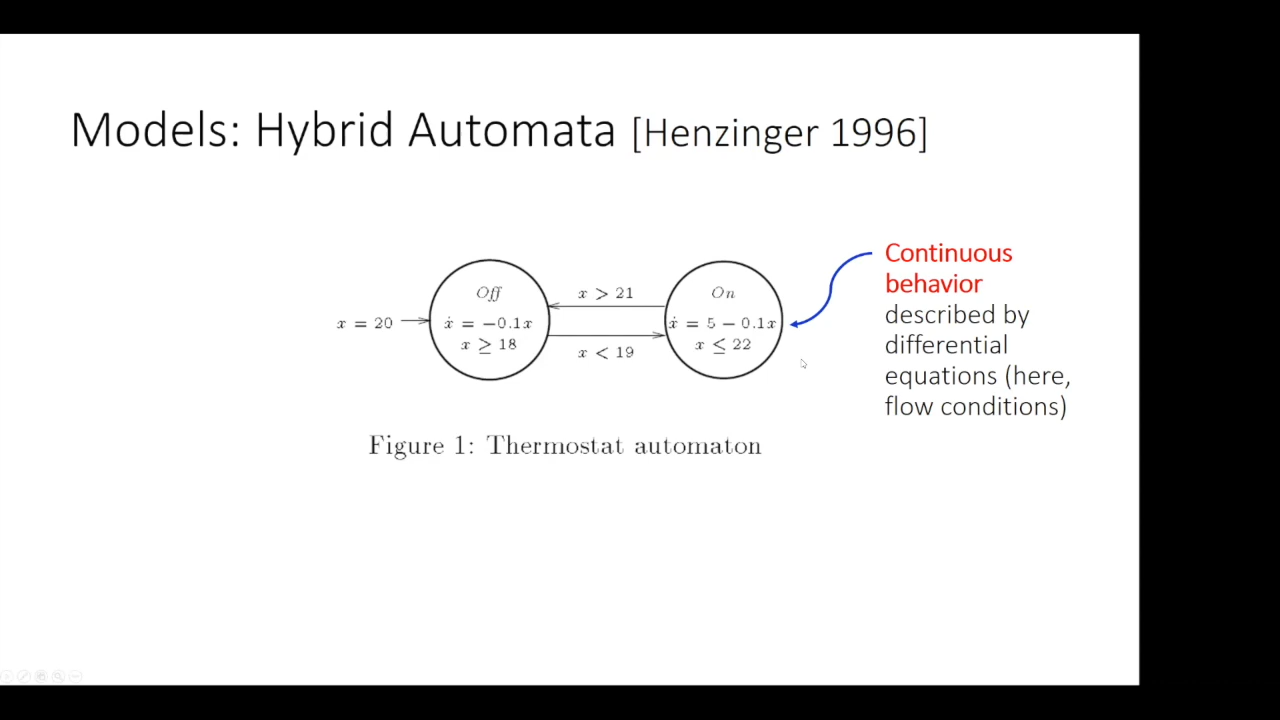 Models: Hybrid Automata [Henzinger 1996]
Continuous
behavior
described by
differential
equations (here,
flow conditions)
x = 20
Off
ẋ = −0.1x
x ≥ 18
x > 21
x < 19
On
ẋ = 5 − 0.1x
x ≤ 22
Figure 1: Thermostat automaton